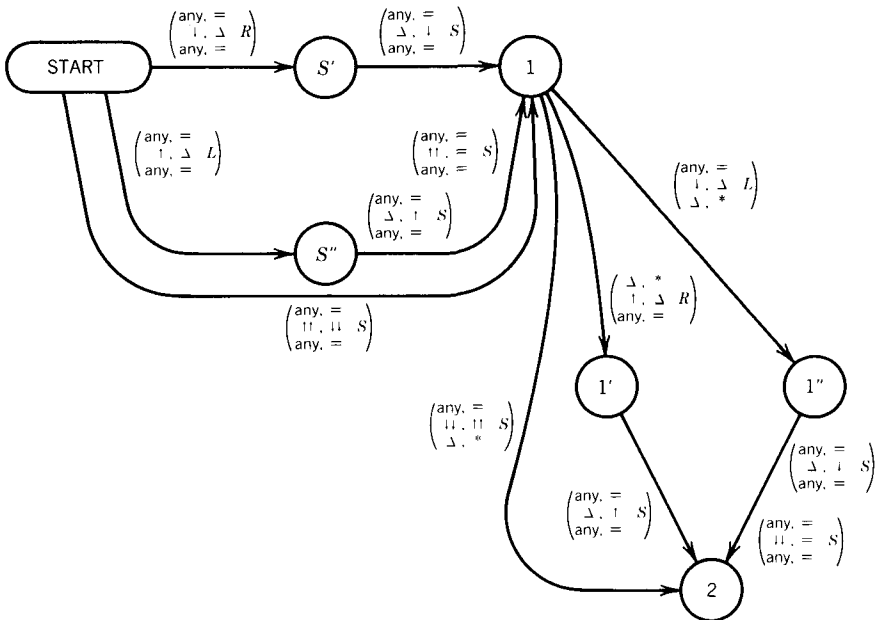 any, =
↓, Δ R
any, =
any, =
Δ, ↓ S
any, =
START
S'
1
any, =
↑, Δ L
any, =
any, =
↑↑, = S
any, =
any, =
↓, Δ L
Δ, *
any, =
Δ, ↑ S
any, =
S"
Δ, *
↑, Δ R
any, =
any, =
↑↑, ↓↓ S
any, =
1'
1"
any, =
↓↓, ↑↑ S
Δ, *
any, =
Δ, ↓ S
any, =
any, =
Δ, ↑ S
any, =
any, =
↓↓, = S
any, =
2